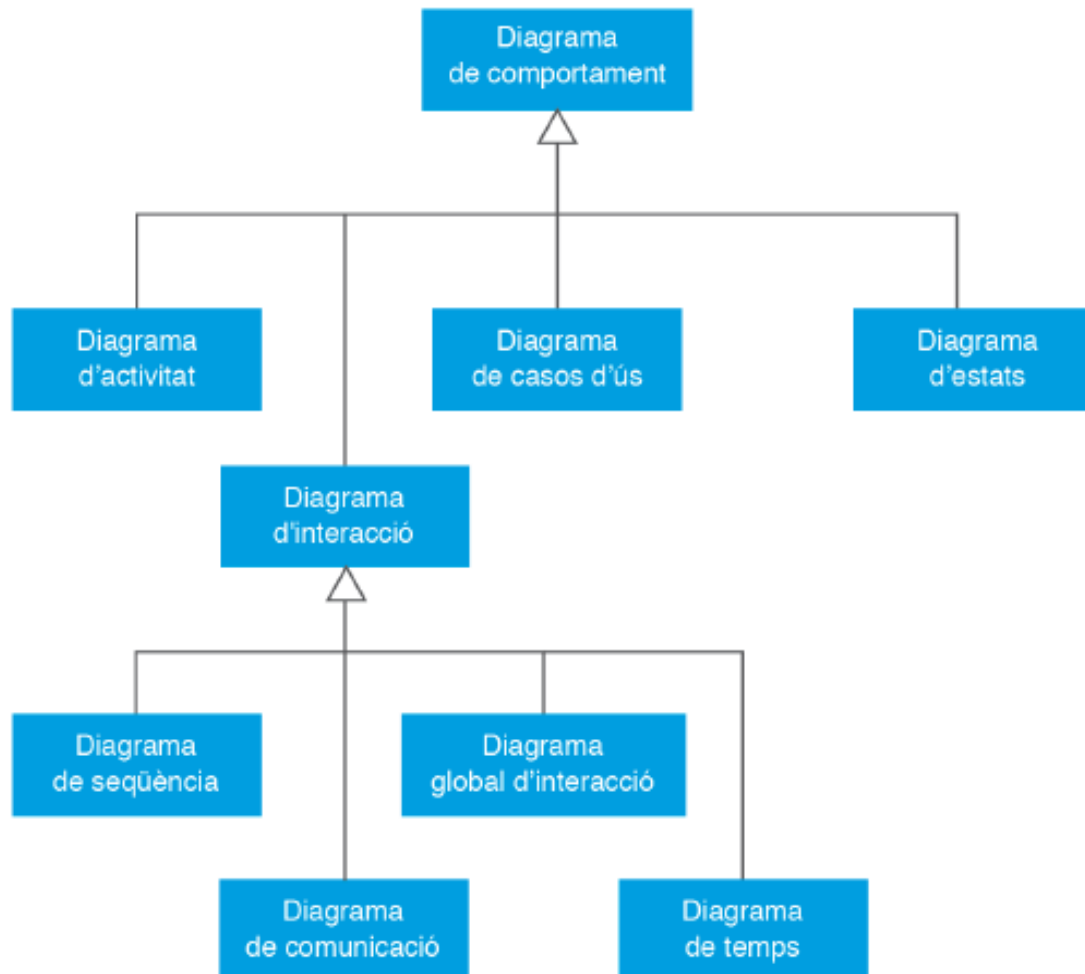 Diagrama
de comportament
Diagrama
d’activitat
Diagrama
de casos d’ús
Diagrama
d’estats
Diagrama
d'interacció
Diagrama
de seqüència
Diagrama
global d’interacció
Diagrama
de comunicació
Diagrama
de temps